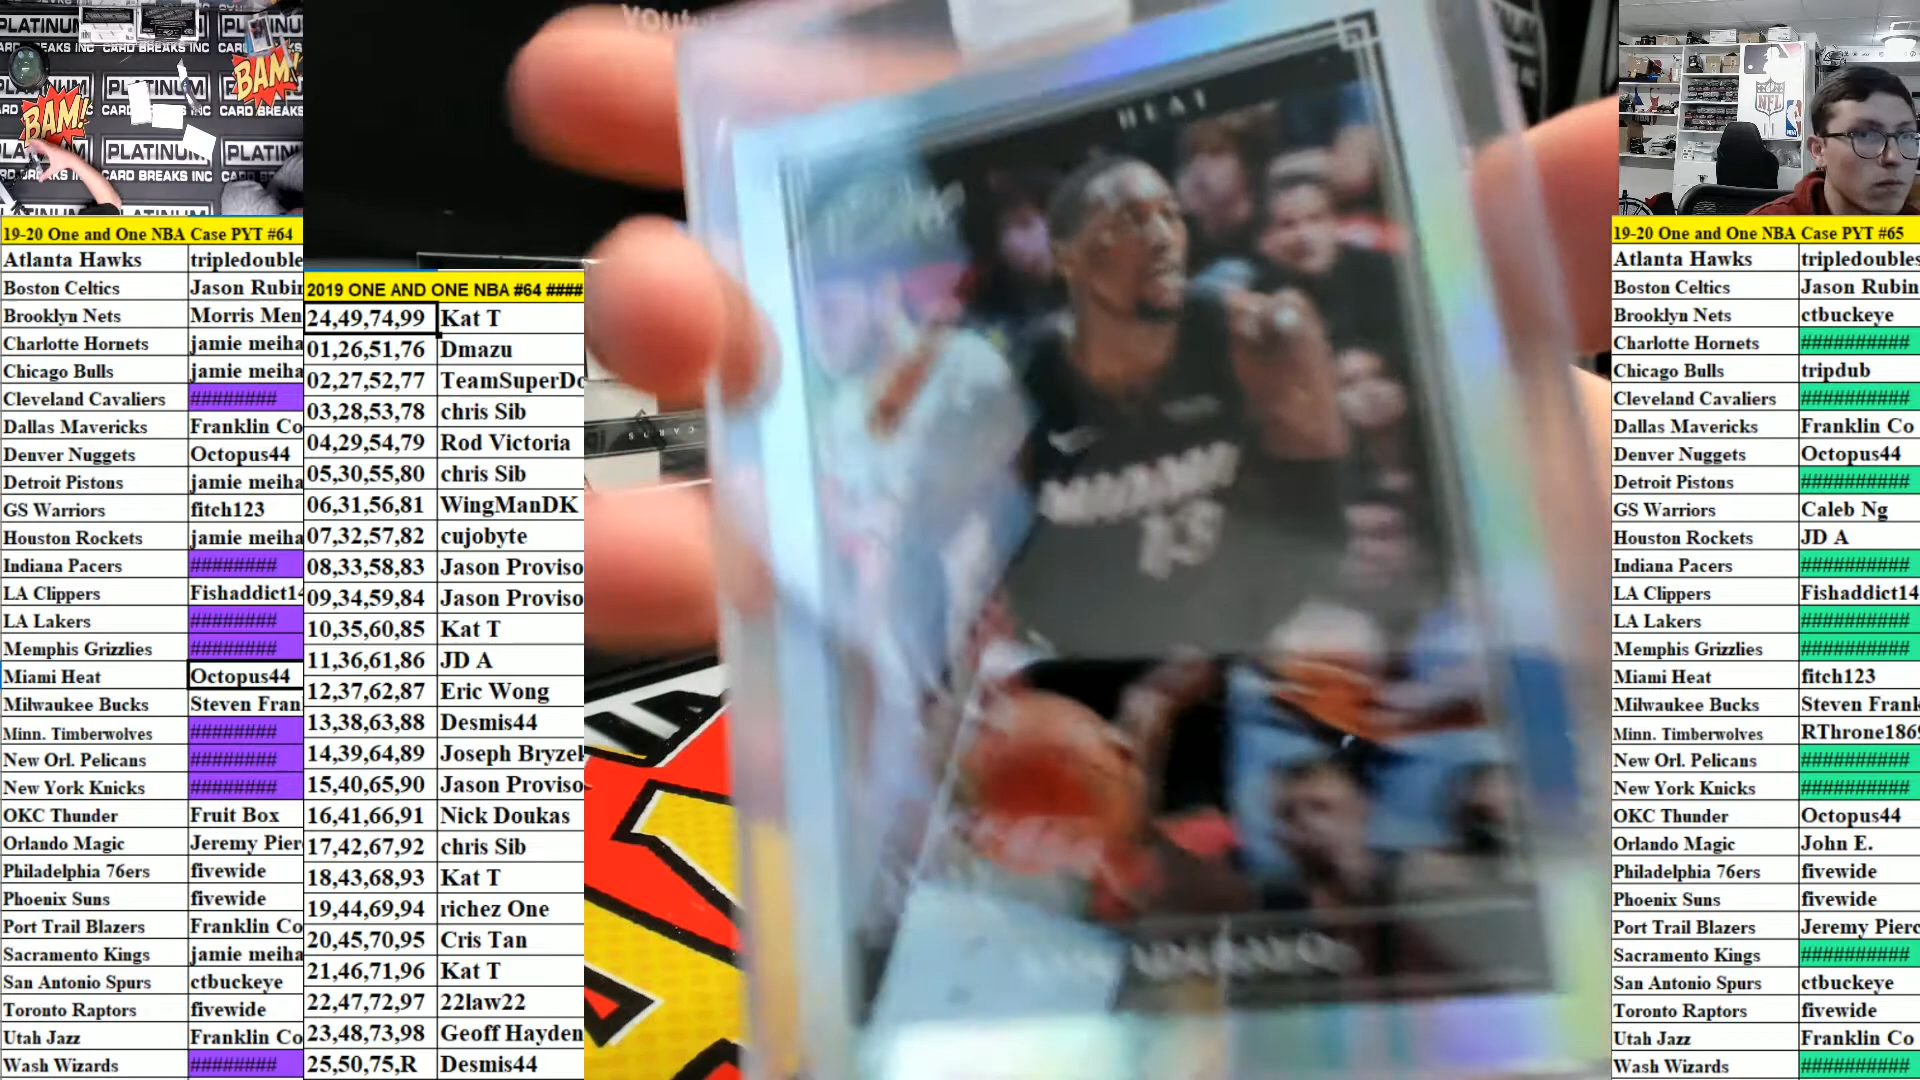 PLATINUM
CARD BREAKS INC
BAM!
BAM!
PLATINUM
CARD BREAKS INC
PLATINUM
CARD BREAKS INC
19-20 One and One NBA Case PYT #64
Atlanta Hawks tripledouble
Boston Celtics Jason Rubin
Brooklyn Nets Morris Men
Charlotte Hornets jamie meiha
Chicago Bulls jamie meiha
Cleveland Cavaliers ########
Dallas Mavericks Franklin Co
Denver Nuggets Octopus44
Detroit Pistons jamie meiha
GS Warriors fitch123
Houston Rockets jamie meiha
Indiana Pacers ########
LA Clippers Fishaddict14
LA Lakers ########
Memphis Grizzlies ########
Miami Heat Octopus44
Milwaukee Bucks Steven Fran
Minn. Timberwolves ########
New Orl. Pelicans ########
New York Knicks ########
OKC Thunder Fruit Box
Orlando Magic Jeremy Pier
Philadelphia 76ers fivewide
Phoenix Suns fivewide
Port Trail Blazers Franklin Co
Sacramento Kings jamie meiha
San Antonio Spurs ctbuckeye
Toronto Raptors fivewide
Utah Jazz Franklin Co
Wash Wizards ########
2019 ONE AND ONE NBA #64 ####
24,49,74,99 Kat T
01,26,51,76 Dmazu
02,27,52,77 TeamSuperDo
03,28,53,78 chris Sib
04,29,54,79 Rod Victoria
05,30,55,80 chris Sib
06,31,56,81 WingManDK
07,32,57,82 cujobyte
08,33,58,83 Jason Proviso
09,34,59,84 Jason Proviso
10,35,60,85 Kat T
11,36,61,86 JD A
12,37,62,87 Eric Wong
13,38,63,88 Desmis44
14,39,64,89 Joseph Bryzek
15,40,65,90 Jason Proviso
16,41,66,91 Nick Doukas
17,42,67,92 chris Sib
18,43,68,93 Kat T
19,44,69,94 richez One
20,45,70,95 Cris Tan
21,46,71,96 Kat T
22,47,72,97 22law22
23,48,73,98 Geoff Hayden
25,50,75,R Desmis44
HEAT
MIAMI
13
NFL
19-20 One and One NBA Case PYT #65
Atlanta Hawks tripledoubles
Boston Celtics Jason Rubin
Brooklyn Nets ctbuckeye
Charlotte Hornets ##########
Chicago Bulls tripdub
Cleveland Cavaliers ##########
Dallas Mavericks Franklin Co
Denver Nuggets Octopus44
Detroit Pistons ##########
GS Warriors Caleb Ng
Houston Rockets JD A
Indiana Pacers ##########
LA Clippers Fishaddict14
LA Lakers ##########
Memphis Grizzlies ##########
Miami Heat fitch123
Milwaukee Bucks Steven Frank
Minn. Timberwolves RThrone1869
New Orl. Pelicans ##########
New York Knicks ##########
OKC Thunder Octopus44
Orlando Magic John E.
Philadelphia 76ers fivewide
Phoenix Suns fivewide
Port Trail Blazers Jeremy Pierc
Sacramento Kings ##########
San Antonio Spurs ctbuckeye
Toronto Raptors fivewide
Utah Jazz Franklin Co
Wash Wizards ##########